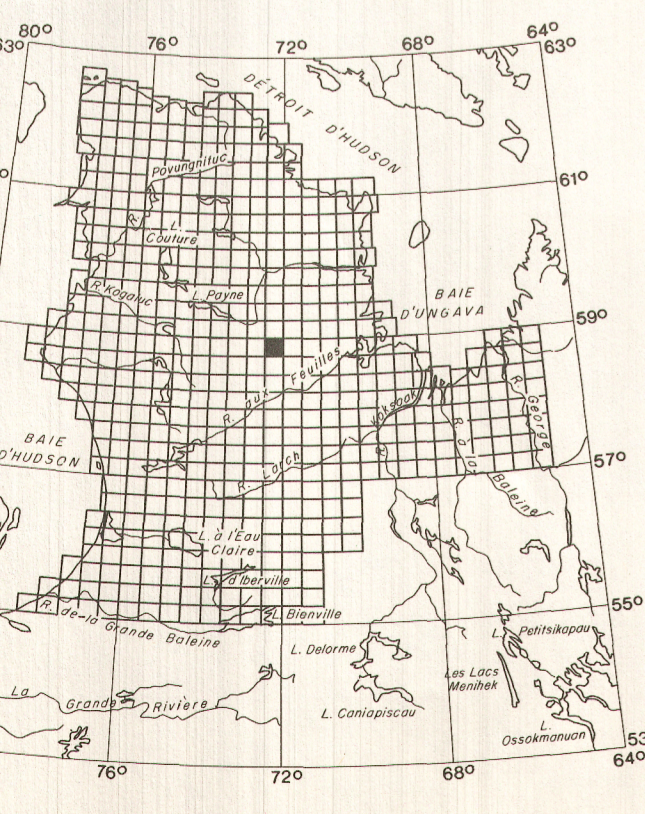 80°
76°
72°
68°
64°
63°
63°
DÉTROIT D'HUDSON
Povungnituc
R.
61°
L.
Couture
R. Kogaluc
L. Payne
BAIE
D'UNGAVA
59°
R. aux Feuilles
Koksoak
R.
R. George
R. à la
Baleine
BAIE
D'HUDSON
R. Larch
57°
L. à l'Eau
Claire
L. d'Iberville
R. de-la Grande Baleine
L. Bienville
55°
L. Delorme
L. Petitsikapau
Les Lacs
Menihek
La Grande Rivière
L. Caniapiscau
L.
Ossokmanuan
53
76°
72°
68°
64°